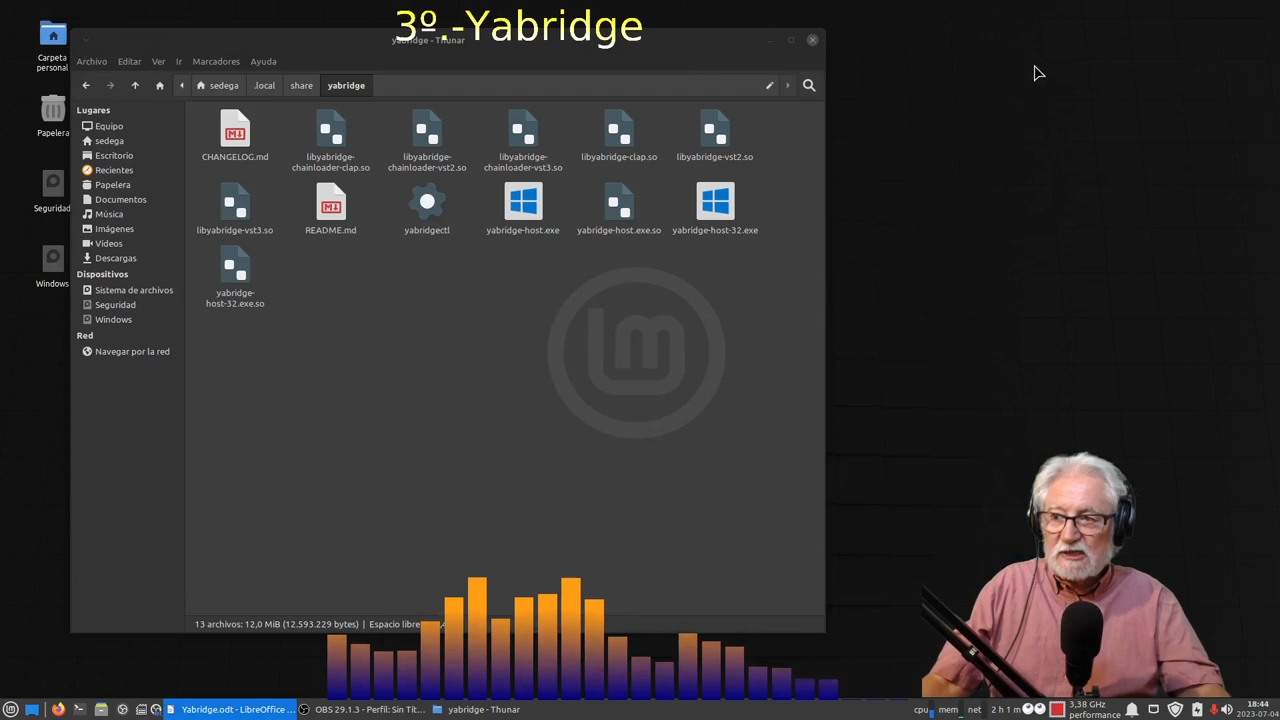 3º.-Yabridge
Carpeta
personal
Papelera
Seguridad
Windows
yabridge - Thunar
Archivo Editar Ver Ir Marcadores Ayuda
sedega .local share yabridge
Lugares
Equipo
sedega
Escritorio
Recientes
Papelera
Documentos
Música
Imágenes
Vídeos
Descargas
Dispositivos
Sistema de archivos
Seguridad
Windows
Red
Navegar por la red
CHANGELOG.md
libyabridge-
chainloader-clap.so
libyabridge-
chainloader-vst2.so
libyabridge-
chainloader-vst3.so
libyabridge-clap.so
libyabridge-vst2.so
libyabridge-vst3.so
README.md
yabridgectl
yabridge-host.exe
yabridge-host.exe.so
yabridge-host-32.exe
yabridge-
host-32.exe.so
lm
13 archivos: 12,0 MiB (12.593.229 bytes) | Espacio libre
Yabridge.odt - LibreOffice ...
OBS 29.1.3 - Perfil: Sin Tít...
yabridge - Thunar
cpu mem net 2 h 1 m
3,38 GHz
performance
18:44
2023-07-04